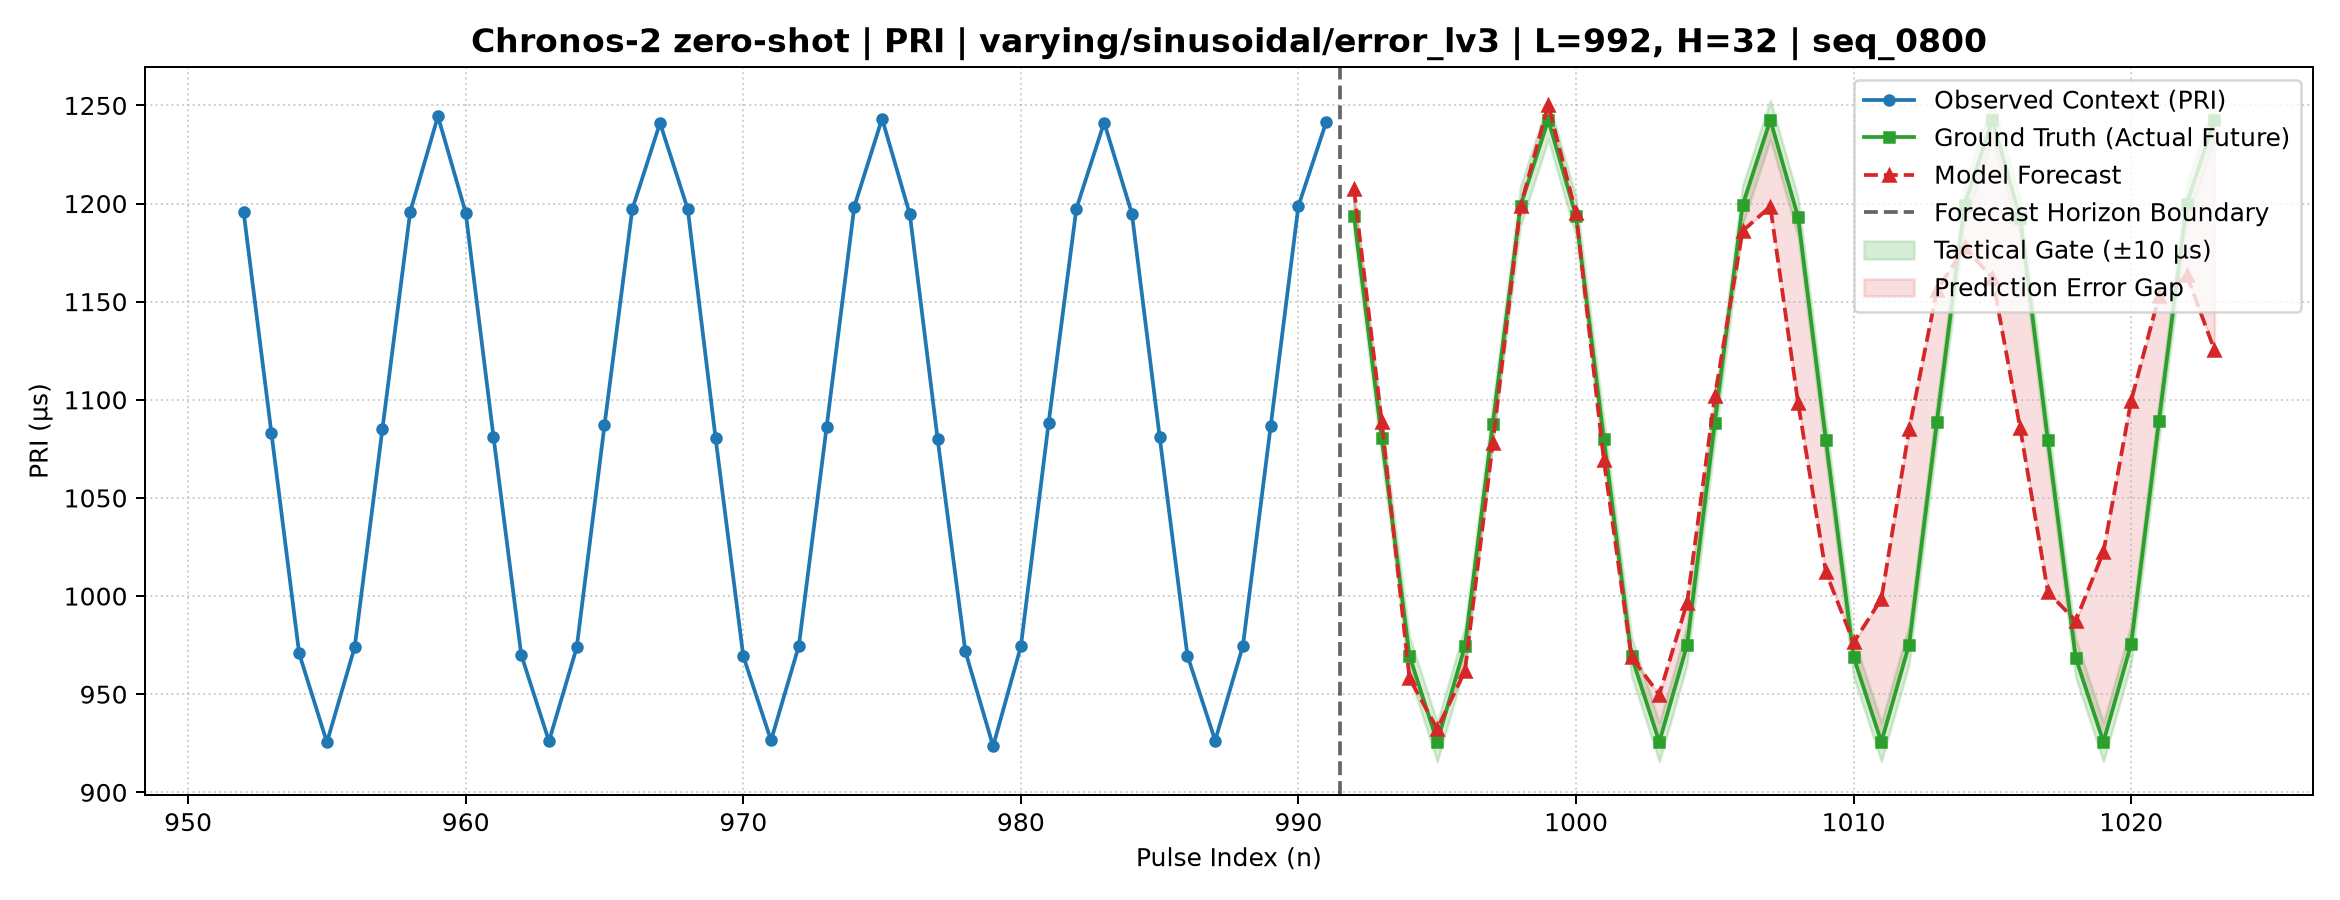 Chronos-2 zero-shot | PRI | varying/sinusoidal/error_lv3 | L=992, H=32 | seq_0800
Observed Context (PRI)
Ground Truth (Actual Future)
Model Forecast
Forecast Horizon Boundary
Tactical Gate (±10 μs)
Prediction Error Gap
PRI (μs)
1250
1200
1150
1100
1050
1000
950
900
950 960 970 980 990 1000 1010 1020
Pulse Index (n)